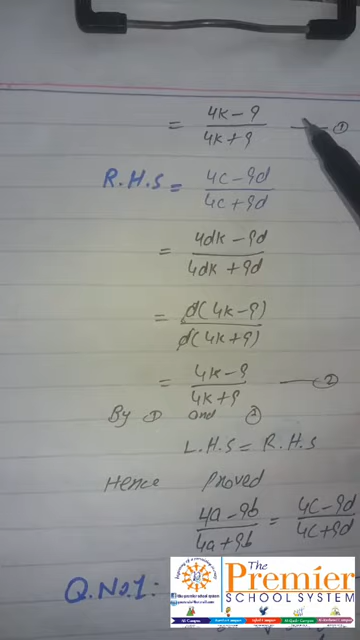 = (4k - 9)/(4k + 9) —— ①
R.H.S = (4c - 9d)/(4c + 9d)
= (4dk - 9d)/(4dk + 9d)
= d(4k - 9)/d(4k + 9)
= (4k - 9)/(4k + 9) —— ②
By ① and ②
L.H.S = R.H.S
Hence Proved
(4a - 9b)/(4a + 9b) = (4c - 9d)/(4c + 9d)
Q.No.1:
The
Premier
SCHOOL SYSTEM